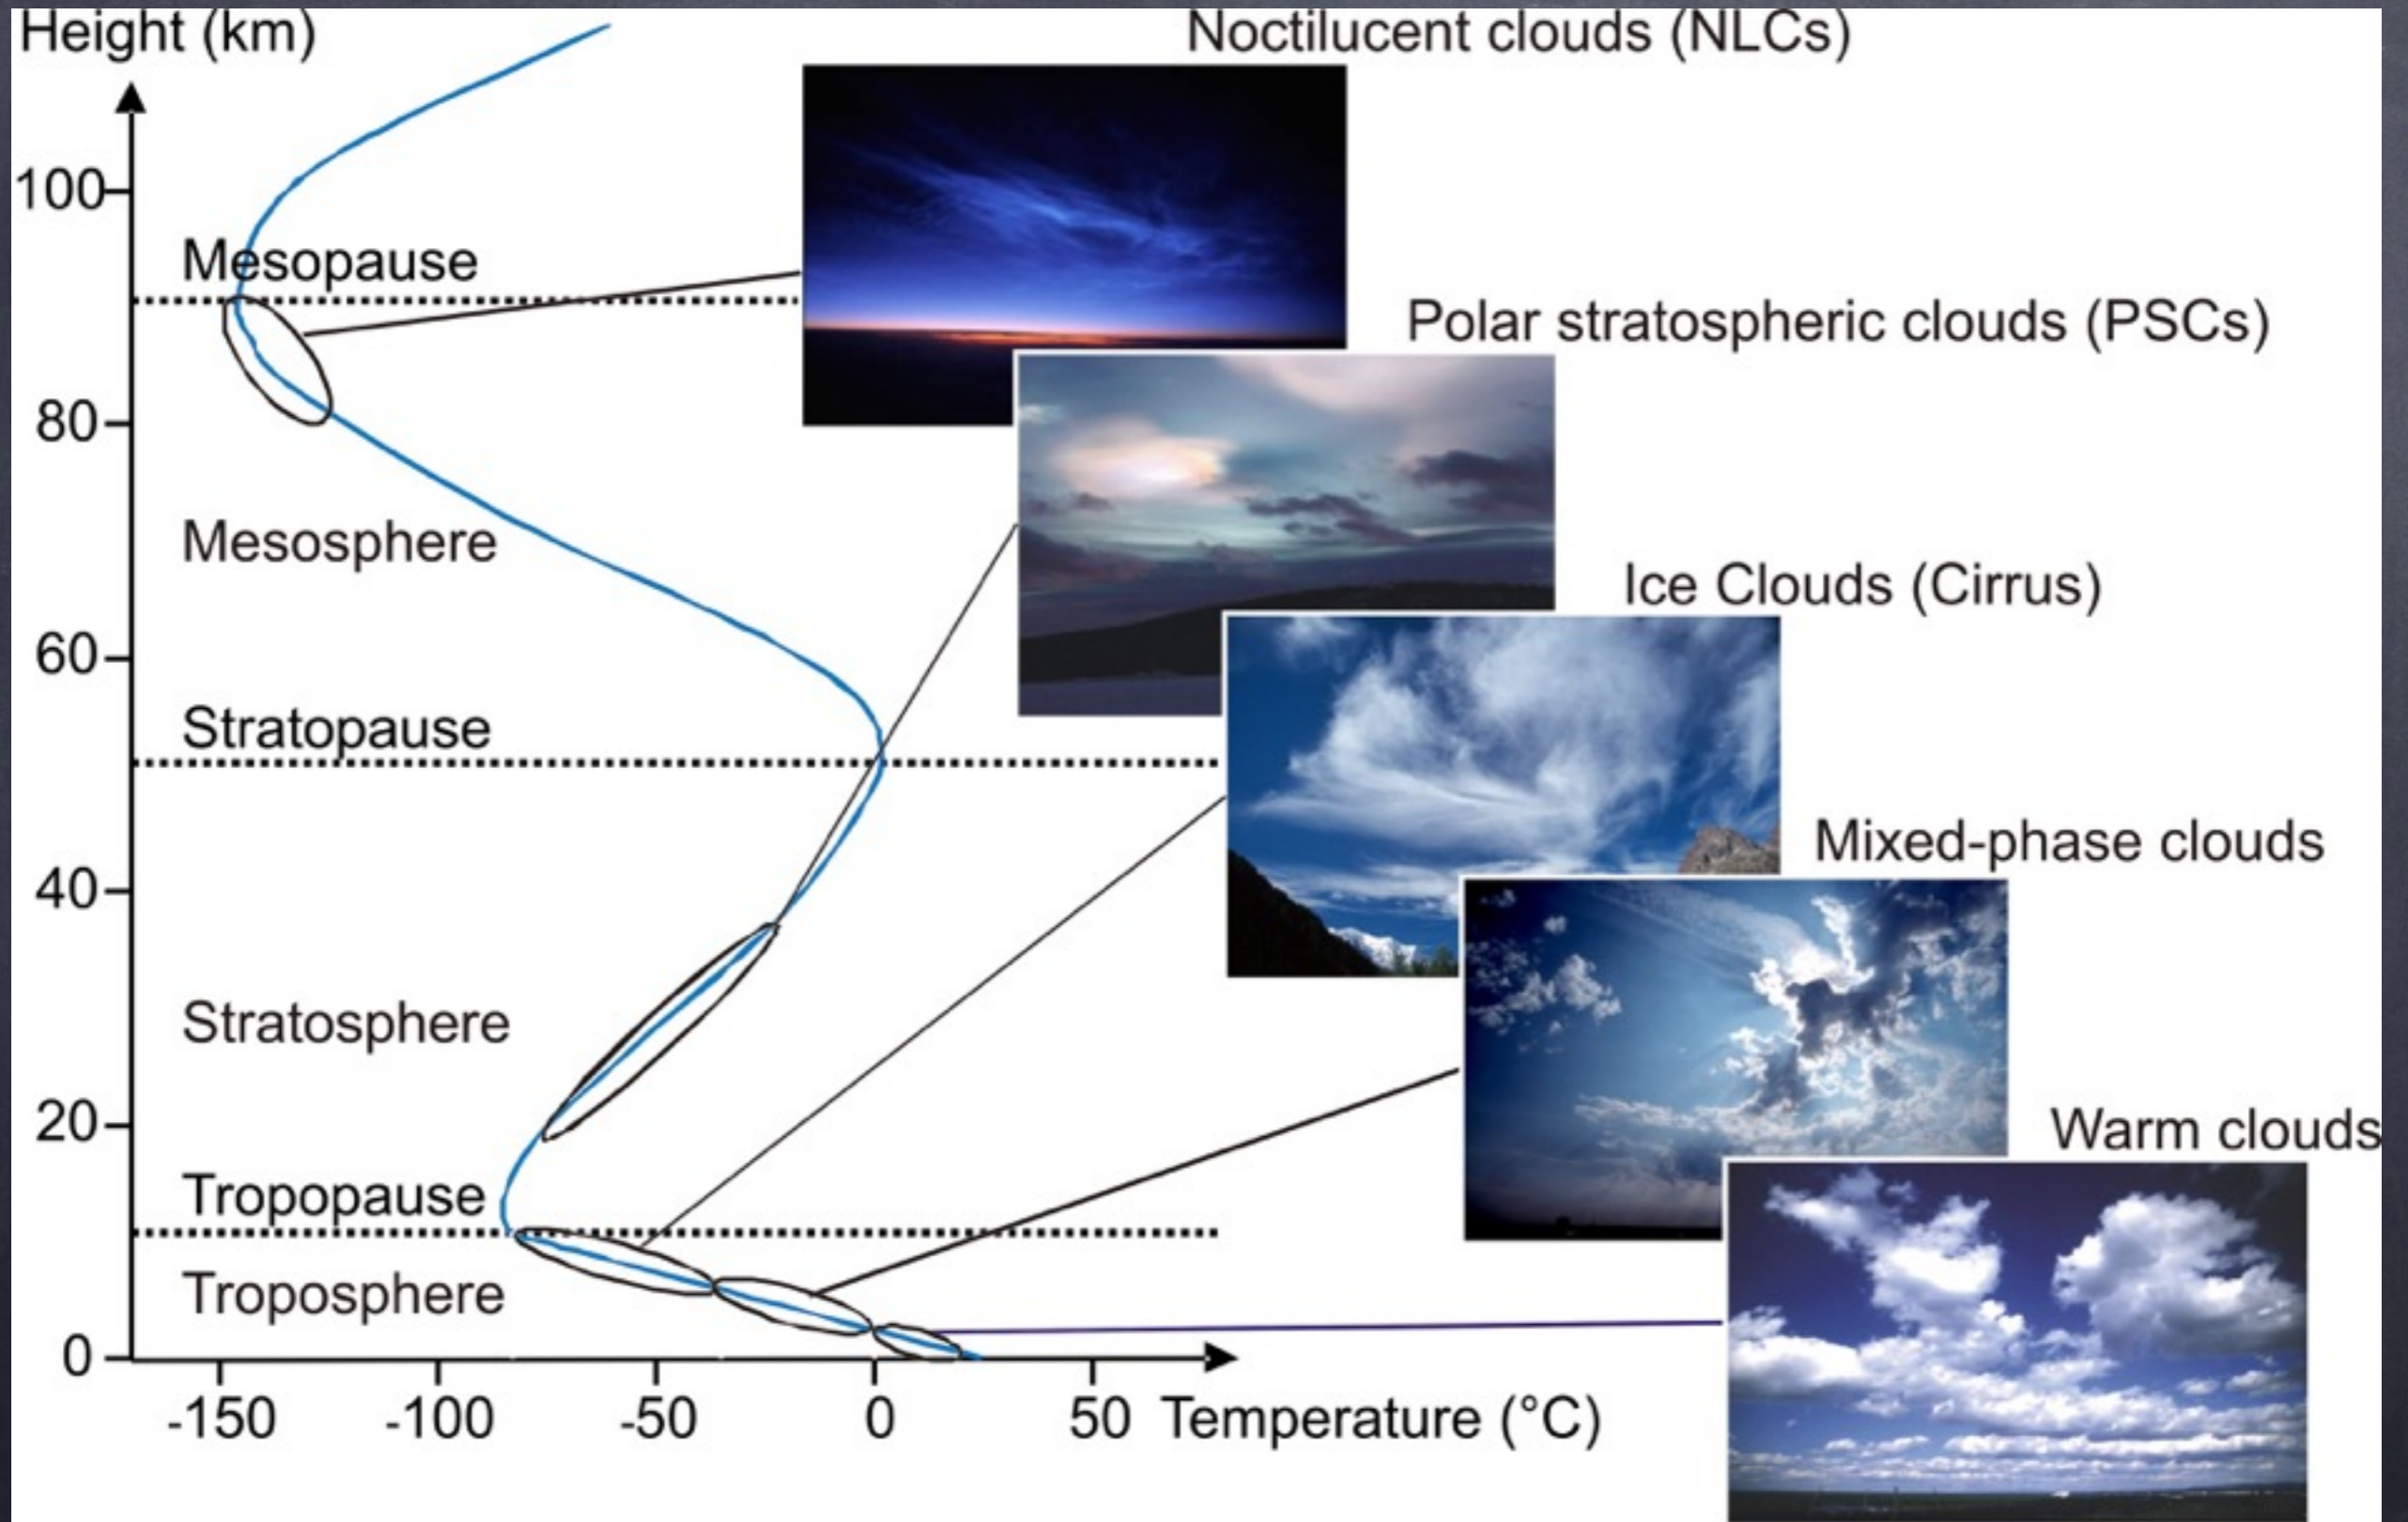 Height (km)
Noctilucent clouds (NLCs)
100
Mesopause
Polar stratospheric clouds (PSCs)
80
Mesosphere
Ice Clouds (Cirrus)
60
Stratopause
Mixed-phase clouds
40
Stratosphere
20
Warm clouds
Tropopause
Troposphere
0
-150 -100 -50 0 50 Temperature (°C)